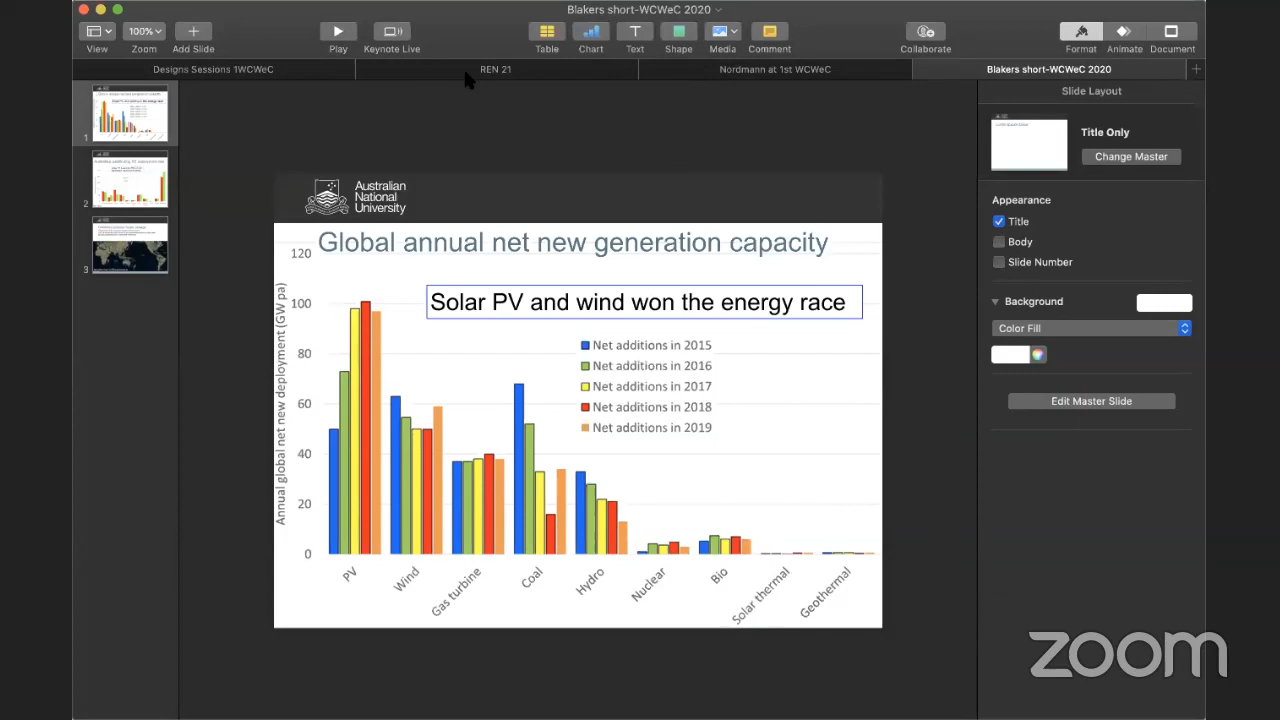 Blakers short-WCWeC 2020
100%
View
Zoom
Add Slide
Play
Keynote Live
Table
Chart
Text
Shape
Media
Comment
Collaborate
Format
Animate
Document
Designs Sessions 1WCWeC
REN 21
Nordmann at 1st WCWeC
Blakers short-WCWeC 2020
1
2
3
Australian
National
University
Global annual net new generation capacity
Solar PV and wind won the energy race
Annual global net new deployment (GW pa)
120
100
80
60
40
20
0
Net additions in 2015
Net additions in 2016
Net additions in 2017
Net additions in 2018
Net additions in 2019
PV
Wind
Gas turbine
Coal
Hydro
Nuclear
Bio
Solar thermal
Geothermal
Slide Layout
Title Only
Change Master
Appearance
Title
Body
Slide Number
Background
Color Fill
Edit Master Slide
zoom